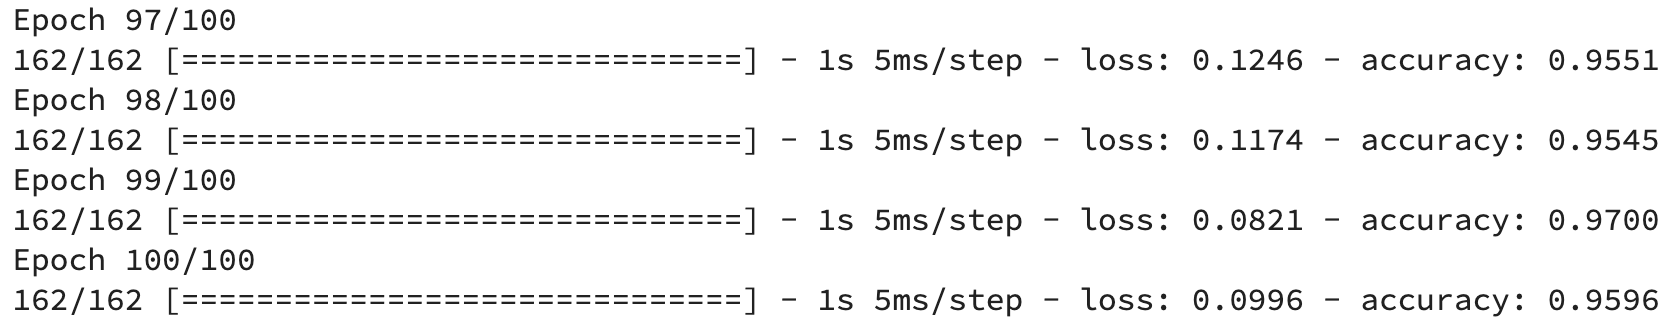 Epoch 97/100
162/162 [==============================] - 1s 5ms/step - loss: 0.1246 - accuracy: 0.9551
Epoch 98/100
162/162 [==============================] - 1s 5ms/step - loss: 0.1174 - accuracy: 0.9545
Epoch 99/100
162/162 [==============================] - 1s 5ms/step - loss: 0.0821 - accuracy: 0.9700
Epoch 100/100
162/162 [==============================] - 1s 5ms/step - loss: 0.0996 - accuracy: 0.9596